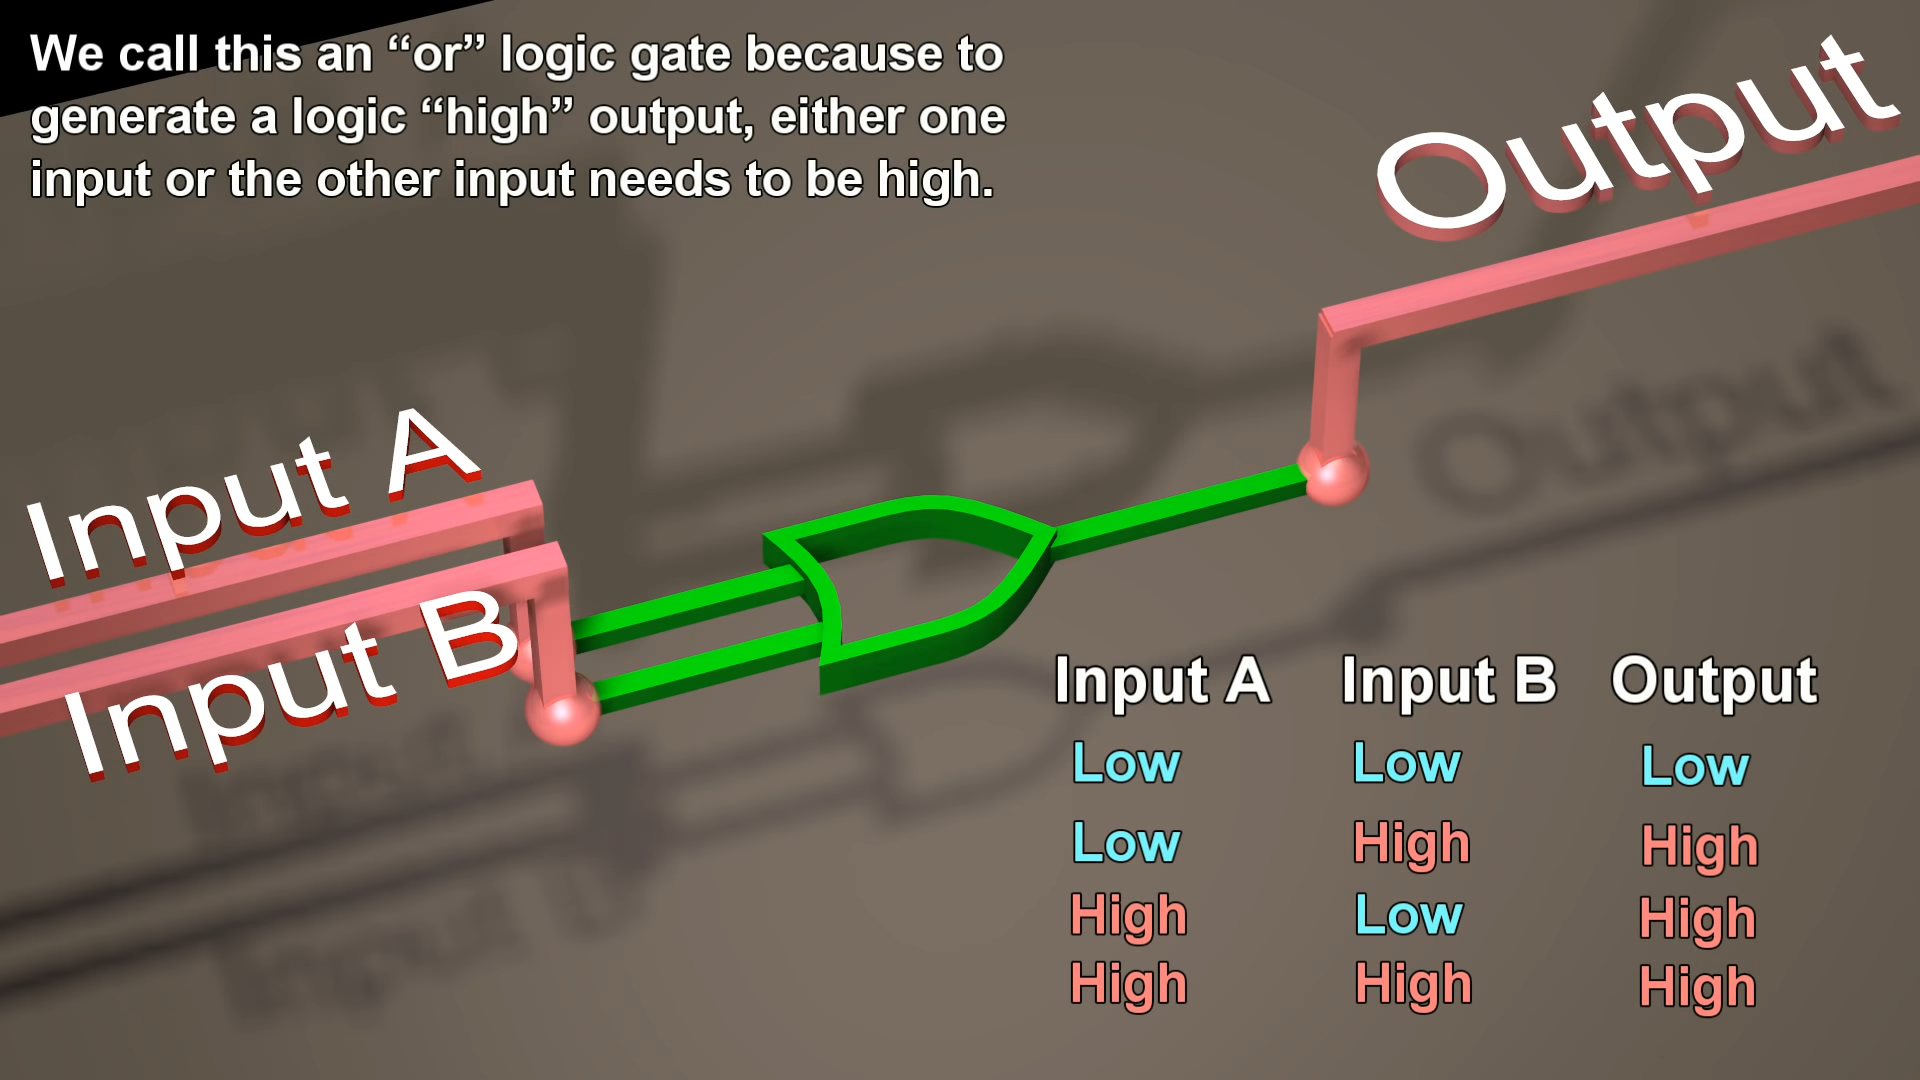 We call this an “or” logic gate because to
generate a logic “high” output, either one
input or the other input needs to be high.
Output
Input A
Input B
Input A Input B Output
Low Low Low
Low High High
High Low High
High High High